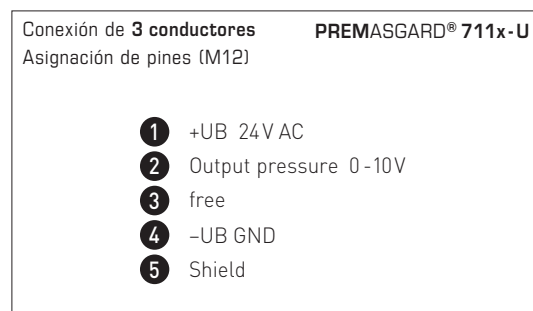 Conexión de 3 conductores PREMASGARD® 711x-U
Asignación de pines (M12)
1 +UB 24V AC
2 Output pressure 0-10V
3 free
4 –UB GND
5 Shield